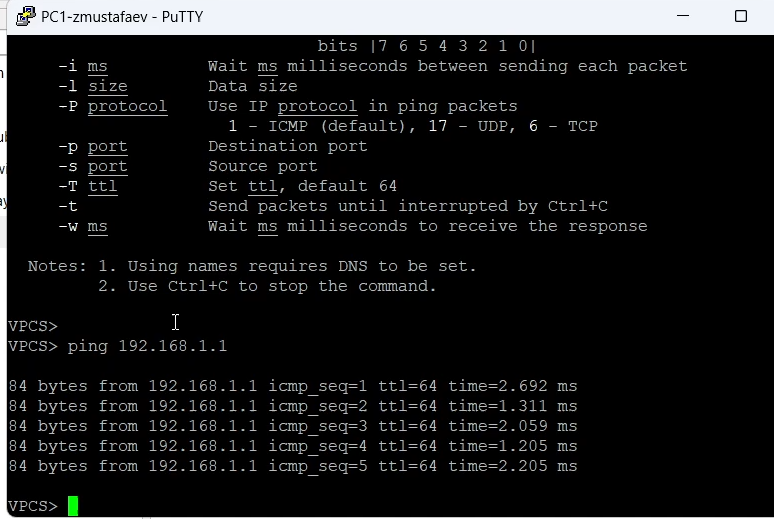 PC1-zmustafaev - PuTTY
bits |7 6 5 4 3 2 1 0|
-i ms Wait ms milliseconds between sending each packet
-l size Data size
-P protocol Use IP protocol in ping packets
1 - ICMP (default), 17 - UDP, 6 - TCP
-p port Destination port
-s port Source port
-T ttl Set ttl, default 64
-t Send packets until interrupted by Ctrl+C
-w ms Wait ms milliseconds to receive the response
Notes: 1. Using names requires DNS to be set.
2. Use Ctrl+C to stop the command.
VPCS>
VPCS> ping 192.168.1.1
84 bytes from 192.168.1.1 icmp_seq=1 ttl=64 time=2.692 ms
84 bytes from 192.168.1.1 icmp_seq=2 ttl=64 time=1.311 ms
84 bytes from 192.168.1.1 icmp_seq=3 ttl=64 time=2.059 ms
84 bytes from 192.168.1.1 icmp_seq=4 ttl=64 time=1.205 ms
84 bytes from 192.168.1.1 icmp_seq=5 ttl=64 time=2.205 ms
VPCS>